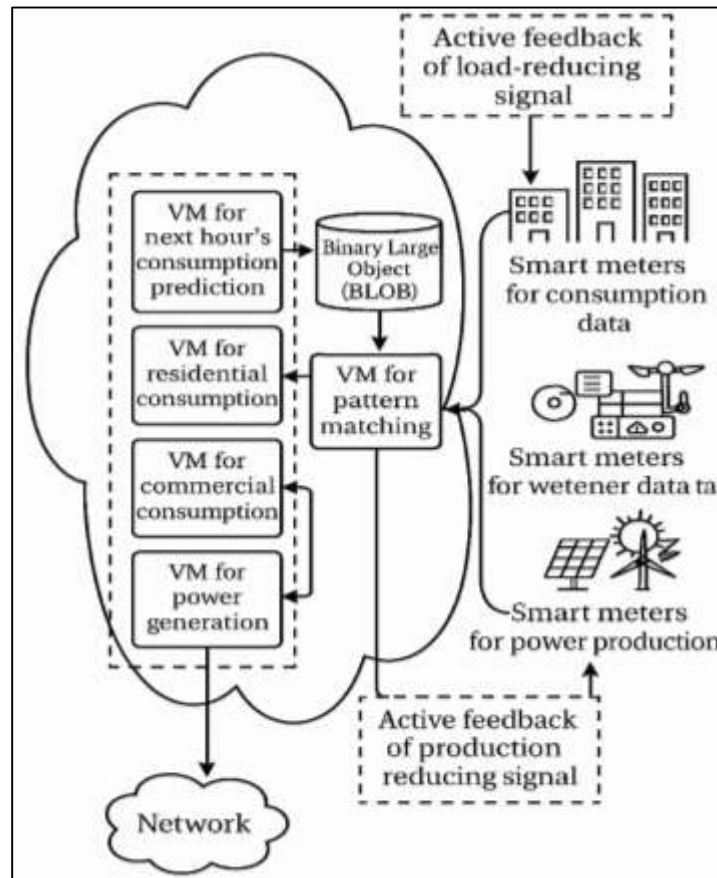 Active feedback
of load-reducing
signal
VM for
next hour's
consumption
prediction
Binary Large
Object
(BLOB)
Smart meters
for consumption
data
VM for
residential
consumption
VM for
pattern
matching
VM for
commercial
consumption
Smart meters
for wetener data ta
VM for
power
generation
Smart meters
for power production
Active feedback
of production
reducing signal
Network